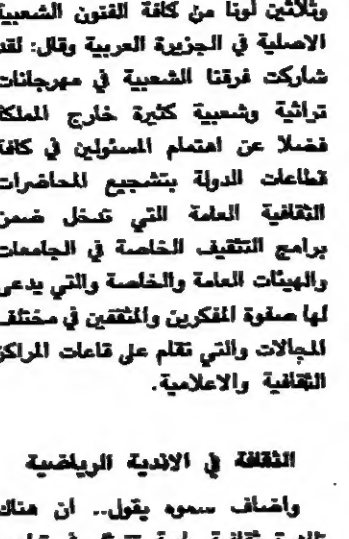 وثلاثين لونا من كافة الفنون الشعبية
الاصلية في الجزيرة العربية وقال: لقد
شاركت فرقنا الشعبية في مهرجانات
تراثية وشعبية كثيرة خارج المملكة
فضلا عن اهتمام المسئولين في كافة
قطاعات الدولة بتشجيع المحاضرات
الثقافية العامة التي تدخل ضمن
برامج التثقيف الخاصة في الجامعات
والهيئات العامة والخاصة والتي يدعى
لها صفوة المفكرين والمثقفين في مختلف
المجالات والتي تقام على قاعات المراكز
الثقافية والاعلامية.
الثقافة في الاندية الرياضية
واضاف سموه يقول.. ان هناك